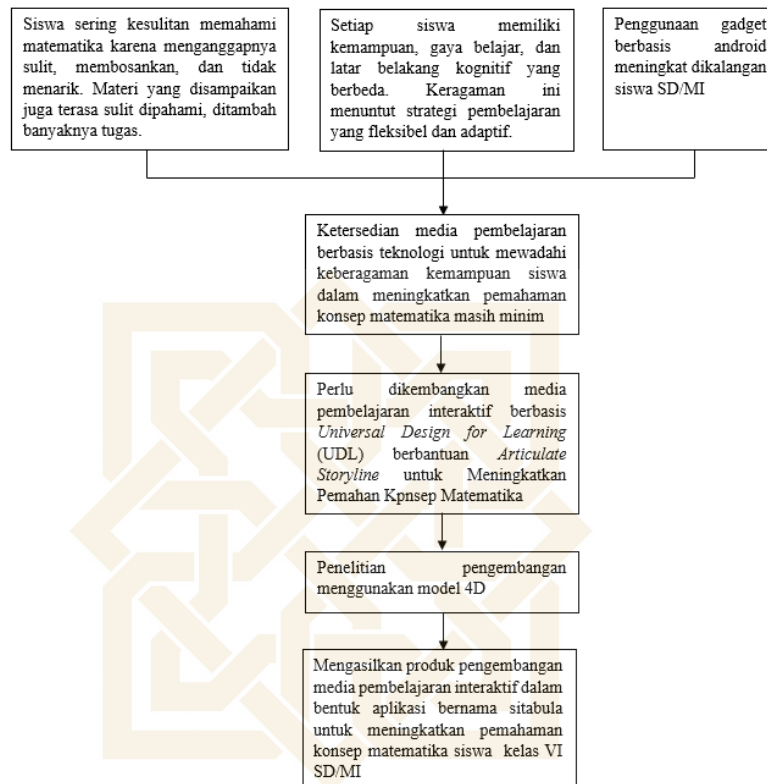 Siswa sering kesulitan memahami
matematika karena menganggapnya
sulit, membosankan, dan tidak
menarik. Materi yang disampaikan
juga terasa sulit dipahami, ditambah
banyaknya tugas.
Setiap siswa memiliki
kemampuan, gaya belajar, dan
latar belakang kognitif yang
berbeda. Keragaman ini
menuntut strategi pembelajaran
yang fleksibel dan adaptif.
Penggunaan gadget
berbasis android
meningkat dikalangan
siswa SD/MI
Ketersedian media pembelajaran
berbasis teknologi untuk mewadahi
keberagaman kemampuan siswa
dalam meningkatkan pemahaman
konsep matematika masih minim
Perlu dikembangkan media
pembelajaran interaktif berbasis
Universal Design for Learning
(UDL) berbantuan Articulate
Storyline untuk Meningkatkan
Pemahan Kpnsep Matematika
Penelitian pengembangan
menggunakan model 4D
Mengasilkan produk pengembangan
media pembelajaran interaktif dalam
bentuk aplikasi bernama sitabula
untuk meningkatkan pemahaman
konsep matematika siswa kelas VI
SD/MI